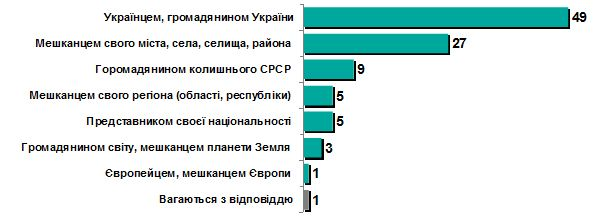 Українцем, громадянином України 49
Мешканцем свого міста, села, селища, района 27
Горомадянином колишнього СРСР 9
Мешканцем свого регіона (області, республіки) 5
Представником своєї національності 5
Громадянином світу, мешканцем планети Земля 3
Європейцем, мешканцем Європи 1
Вагаються з відповіддю 1